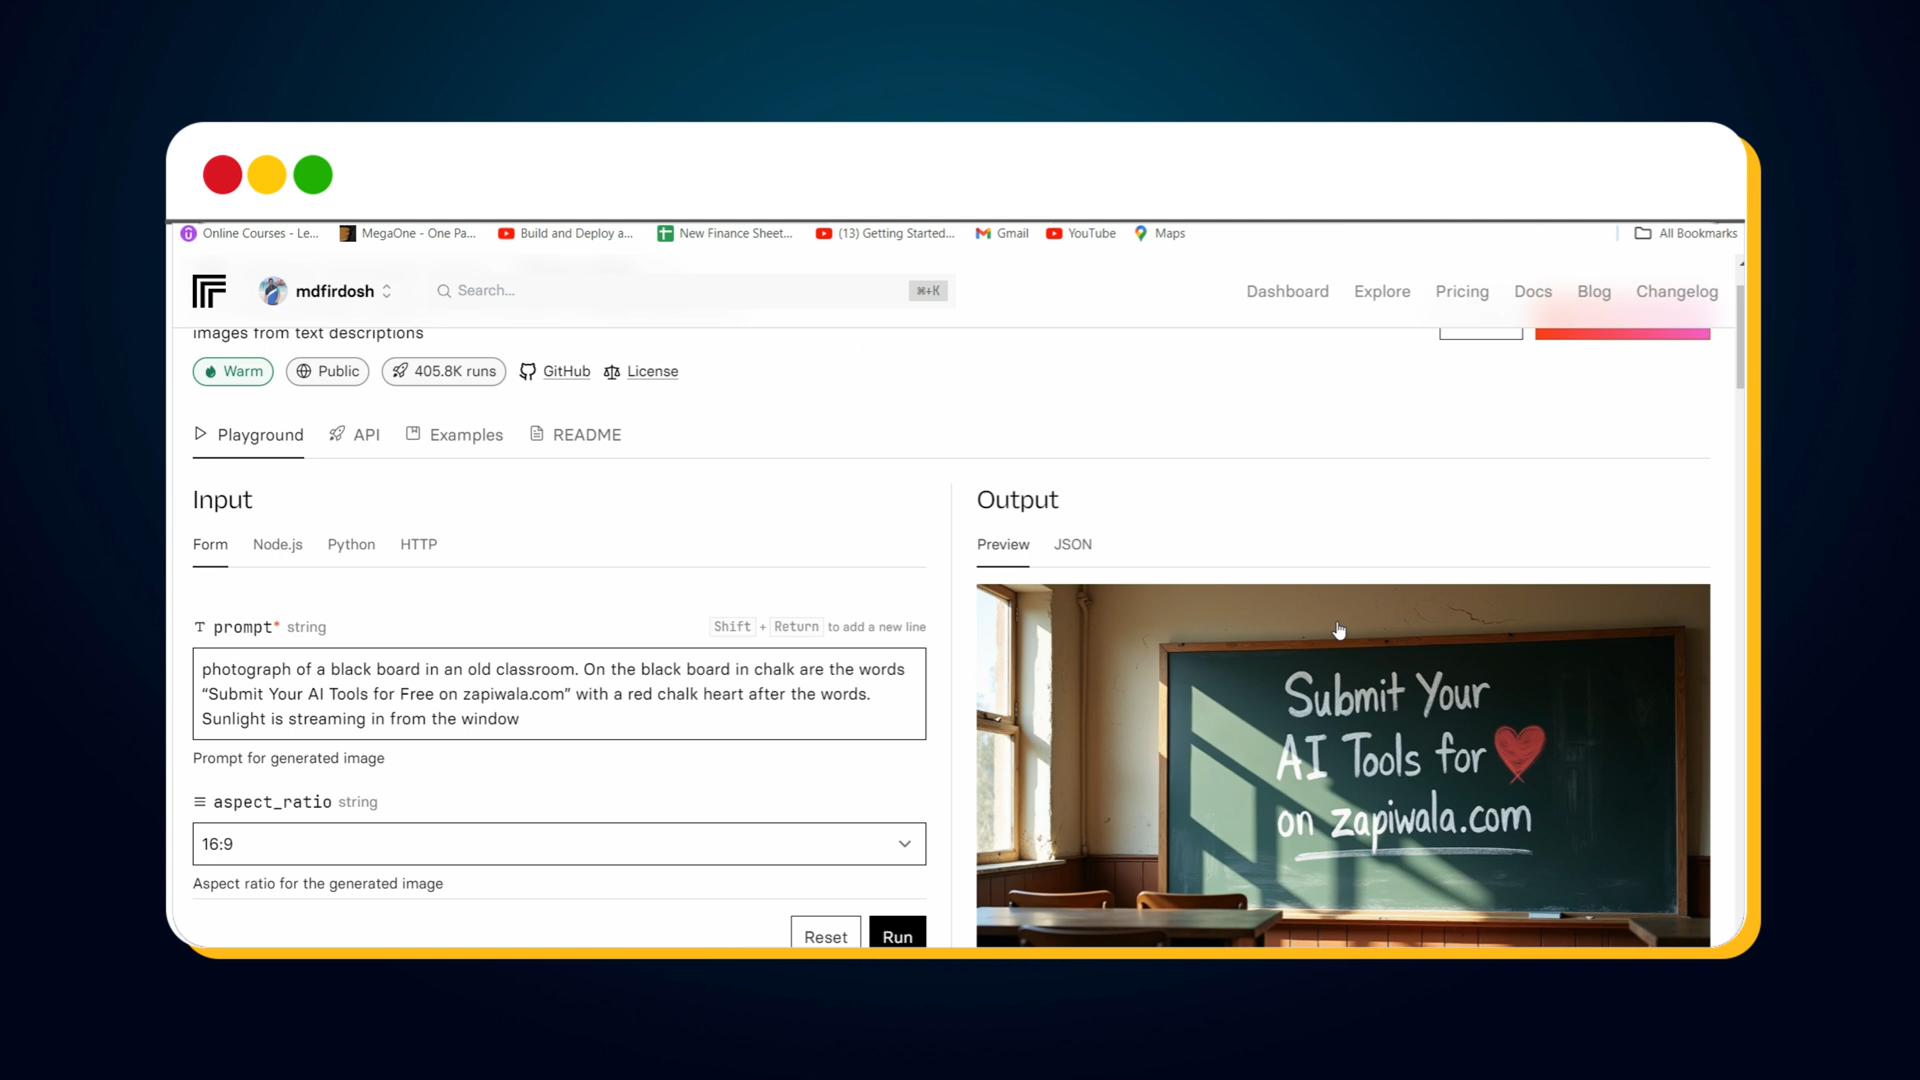 Online Courses - Le...
MegaOne - One Pa...
Build and Deploy a...
New Finance Sheet...
(13) Getting Started...
Gmail
YouTube
Maps
All Bookmarks
mdfirdosh
Search...
⌘+K
Dashboard
Explore
Pricing
Docs
Blog
Changelog
images from text descriptions
Warm
Public
405.8K runs
GitHub
License
Playground
API
Examples
README
Input
Form
Node.js
Python
HTTP
T prompt* string
Shift + Return to add a new line
photograph of a black board in an old classroom. On the black board in chalk are the words
“Submit Your AI Tools for Free on zapiwala.com” with a red chalk heart after the words.
Sunlight is streaming in from the window
Prompt for generated image
aspect_ratio string
16:9
Aspect ratio for the generated image
Reset
Run
Output
Preview
JSON
Submit Your
AI Tools for
on zapiwala.com